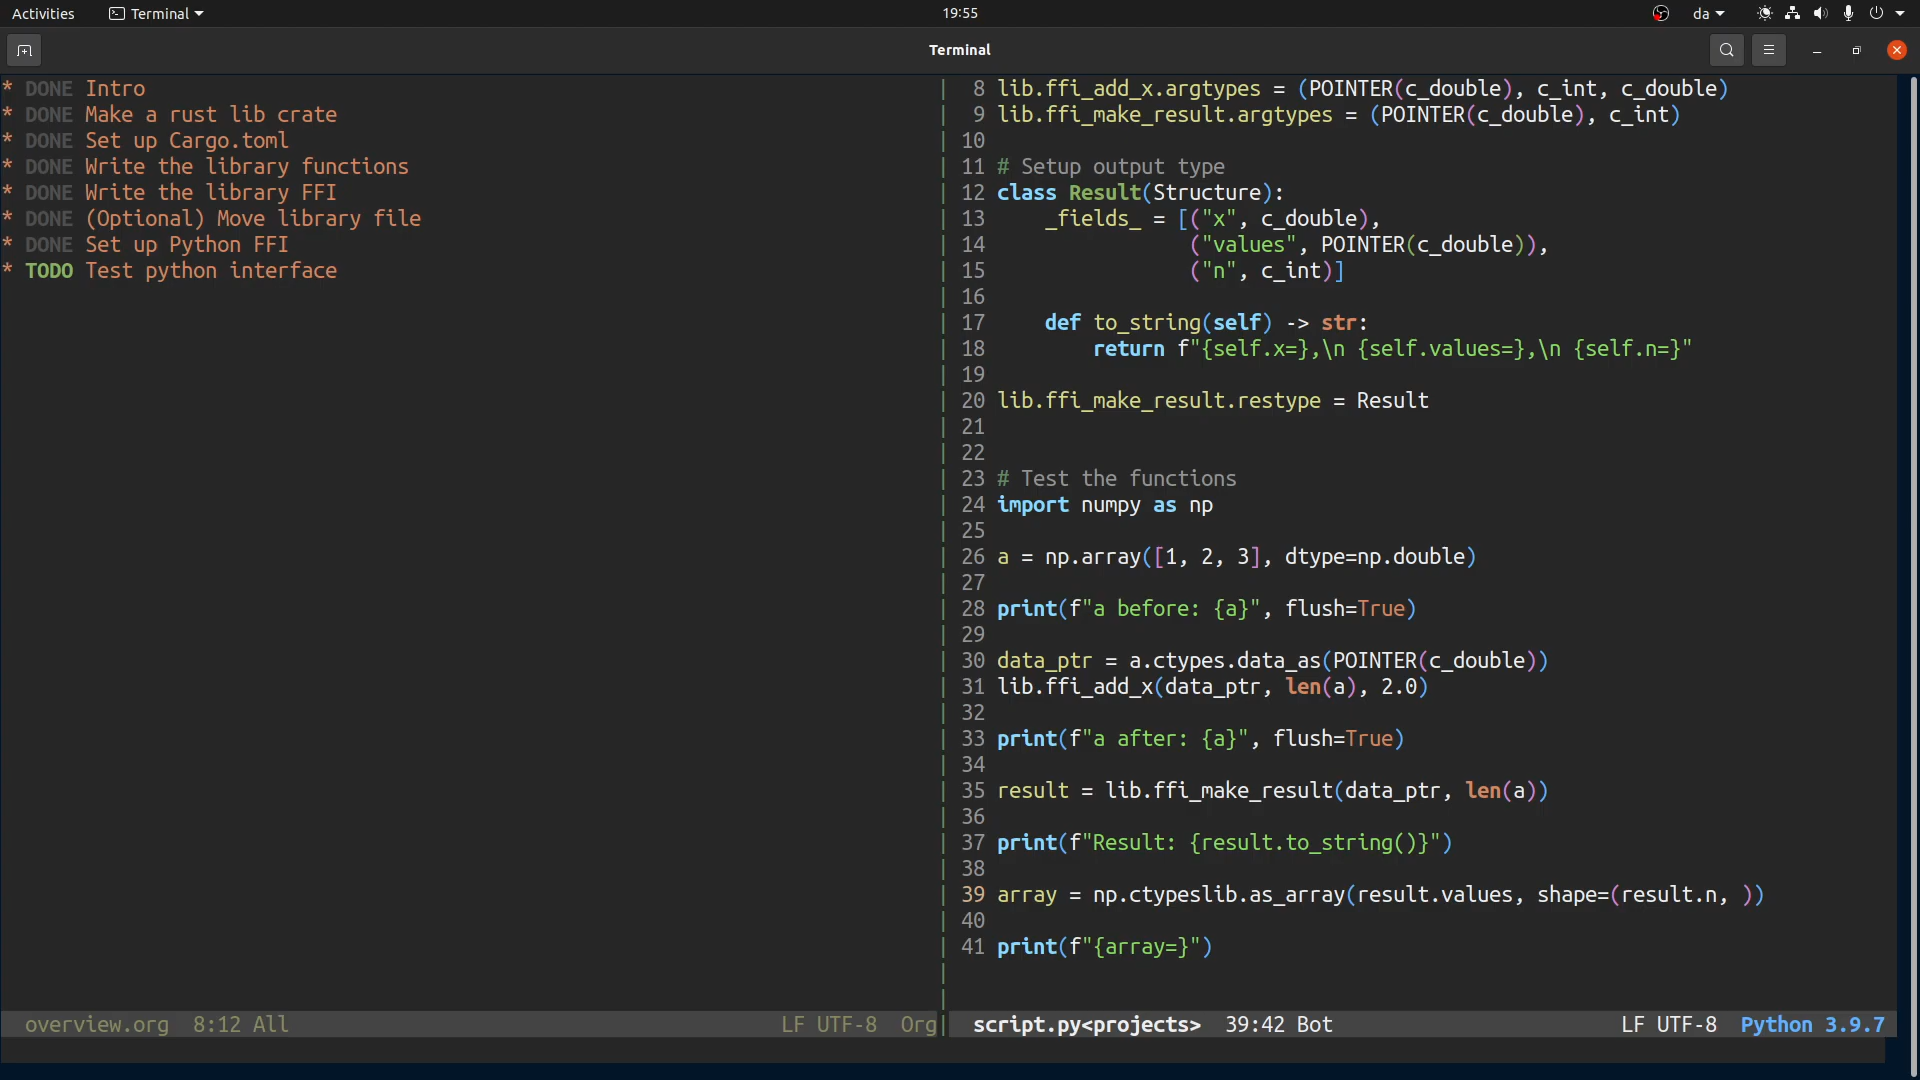 Activities Terminal 19:55 da
Terminal
* DONE Intro
* DONE Make a rust lib crate
* DONE Set up Cargo.toml
* DONE Write the library functions
* DONE Write the library FFI
* DONE (Optional) Move library file
* DONE Set up Python FFI
* TODO Test python interface
8 lib.ffi_add_x.argtypes = (POINTER(c_double), c_int, c_double)
9 lib.ffi_make_result.argtypes = (POINTER(c_double), c_int)
10
11 # Setup output type
12 class Result(Structure):
13     _fields_ = [("x", c_double),
14                 ("values", POINTER(c_double)),
15                 ("n", c_int)]
16
17     def to_string(self) -> str:
18         return f"{self.x=},\n {self.values=},\n {self.n=}"
19
20 lib.ffi_make_result.restype = Result
21
22
23 # Test the functions
24 import numpy as np
25
26 a = np.array([1, 2, 3], dtype=np.double)
27
28 print(f"a before: {a}", flush=True)
29
30 data_ptr = a.ctypes.data_as(POINTER(c_double))
31 lib.ffi_add_x(data_ptr, len(a), 2.0)
32
33 print(f"a after: {a}", flush=True)
34
35 result = lib.ffi_make_result(data_ptr, len(a))
36
37 print(f"Result: {result.to_string()}")
38
39 array = np.ctypeslib.as_array(result.values, shape=(result.n, ))
40
41 print(f"{array=}")
overview.org 8:12 All LF UTF-8 Org
script.py<projects> 39:42 Bot LF UTF-8 Python 3.9.7